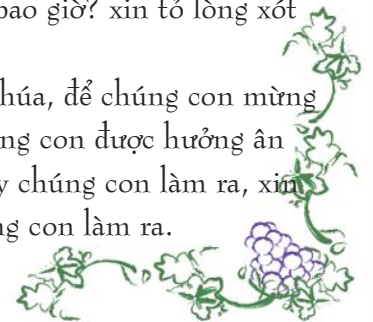 bao giờ? xin tỏ lòng xót
húa, để chúng con mừng
ng con được hưởng ân
y chúng con làm ra, xin
g con làm ra.